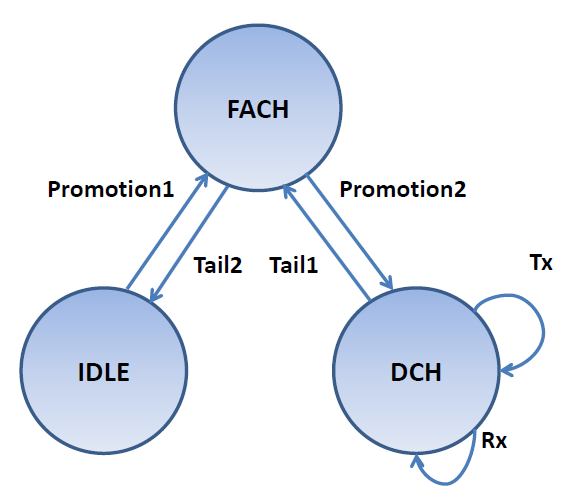 FACH
Promotion1
Promotion2
Tail2
Tail1
Tx
IDLE
DCH
Rx